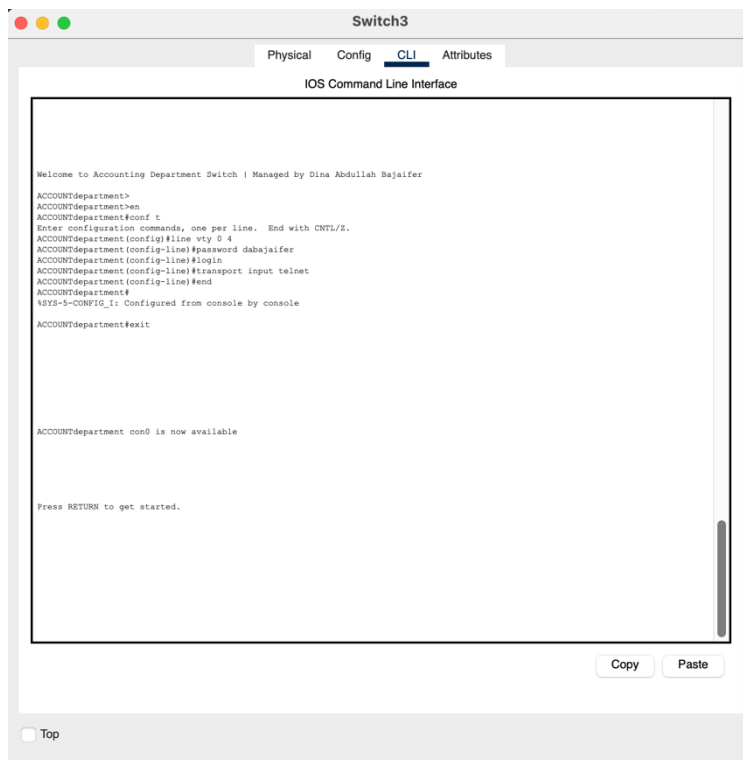 Switch3
Physical Config CLI Attributes
IOS Command Line Interface
Welcome to Accounting Department Switch | Managed by Dina Abdullah Bajaifer
ACCOUNTdepartment>
ACCOUNTdepartment>en
ACCOUNTdepartment#conf t
Enter configuration commands, one per line.  End with CNTL/Z.
ACCOUNTdepartment(config)#line vty 0 4
ACCOUNTdepartment(config-line)#password dabajaifer
ACCOUNTdepartment(config-line)#login
ACCOUNTdepartment(config-line)#transport input telnet
ACCOUNTdepartment(config-line)#end
ACCOUNTdepartment#
%SYS-5-CONFIG_I: Configured from console by console
ACCOUNTdepartment#exit
ACCOUNTdepartment con0 is now available
Press RETURN to get started.
Copy Paste
Top